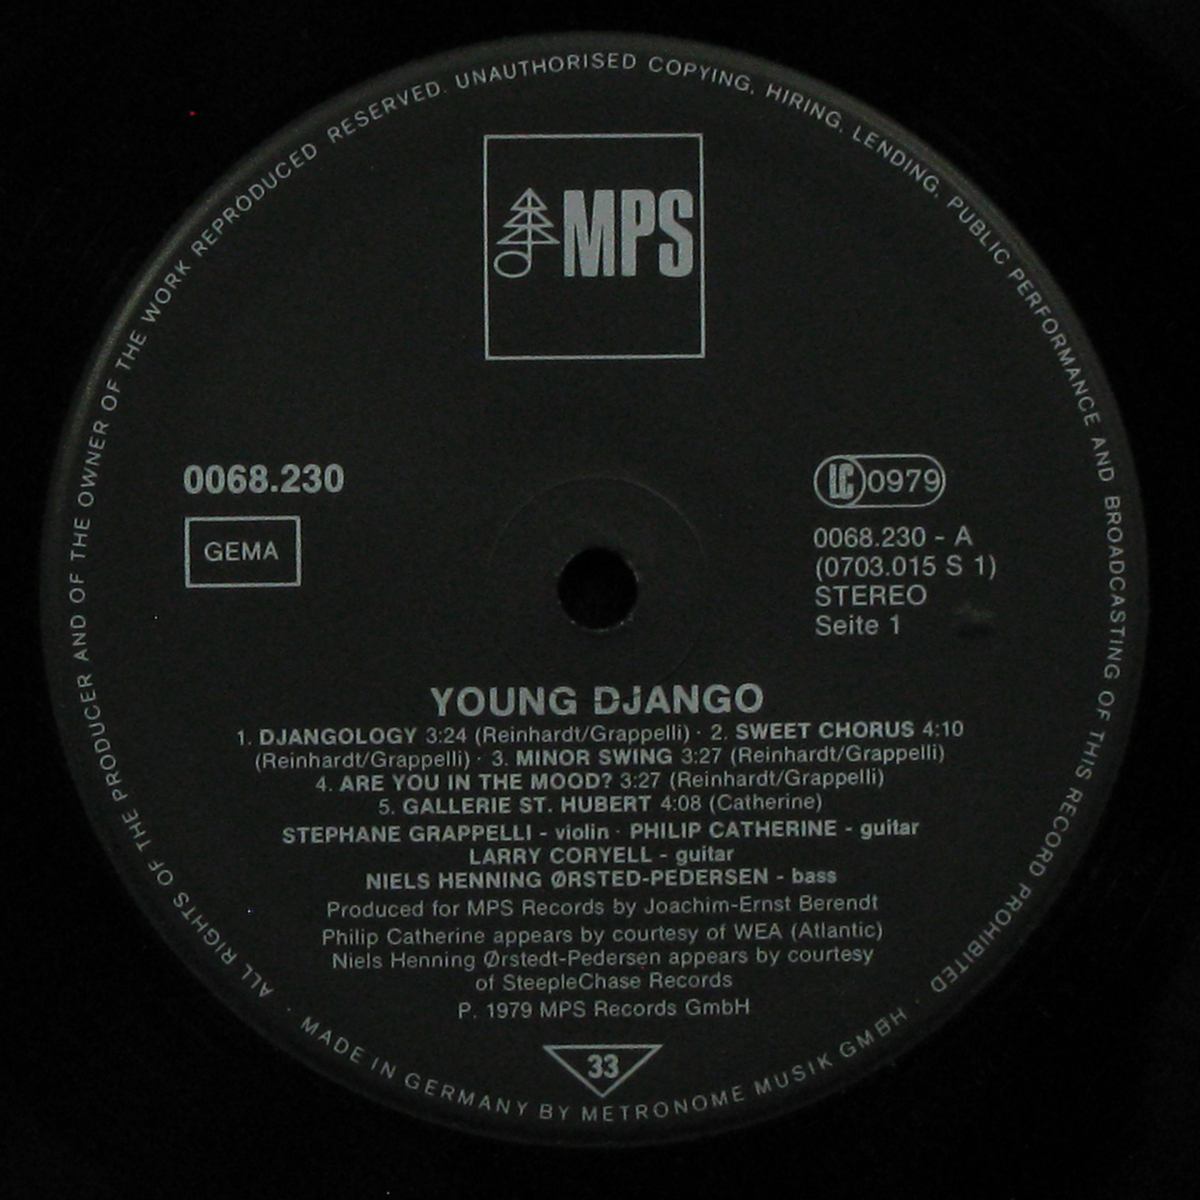 ALL RIGHTS OF THE PRODUCER AND OF THE OWNER OF THE WORK REPRODUCED RESERVED. UNAUTHORISED COPYING, HIRING, LENDING, PUBLIC PERFORMANCE AND BROADCASTING OF THIS RECORD PROHIBITED ·
MPS
0068.230
GEMA
LC 0979
0068.230 - A
(0703.015 S 1)
STEREO
Seite 1
YOUNG DJANGO
1. DJANGOLOGY 3:24 (Reinhardt/Grappelli) · 2. SWEET CHORUS 4:10
(Reinhardt/Grappelli) · 3. MINOR SWING 3:27 (Reinhardt/Grappelli)
4. ARE YOU IN THE MOOD? 3:27 (Reinhardt/Grappelli)
5. GALLERIE ST. HUBERT 4:08 (Catherine)
STEPHANE GRAPPELLI - violin · PHILIP CATHERINE - guitar
LARRY CORYELL - guitar
NIELS HENNING ØRSTED-PEDERSEN - bass
Produced for MPS Records by Joachim-Ernst Berendt
Philip Catherine appears by courtesy of WEA (Atlantic)
Niels Henning Ørstedt-Pedersen appears by courtesy
of SteepleChase Records
P. 1979 MPS Records GmbH
33
· MADE IN GERMANY BY METRONOME MUSIK GMBH